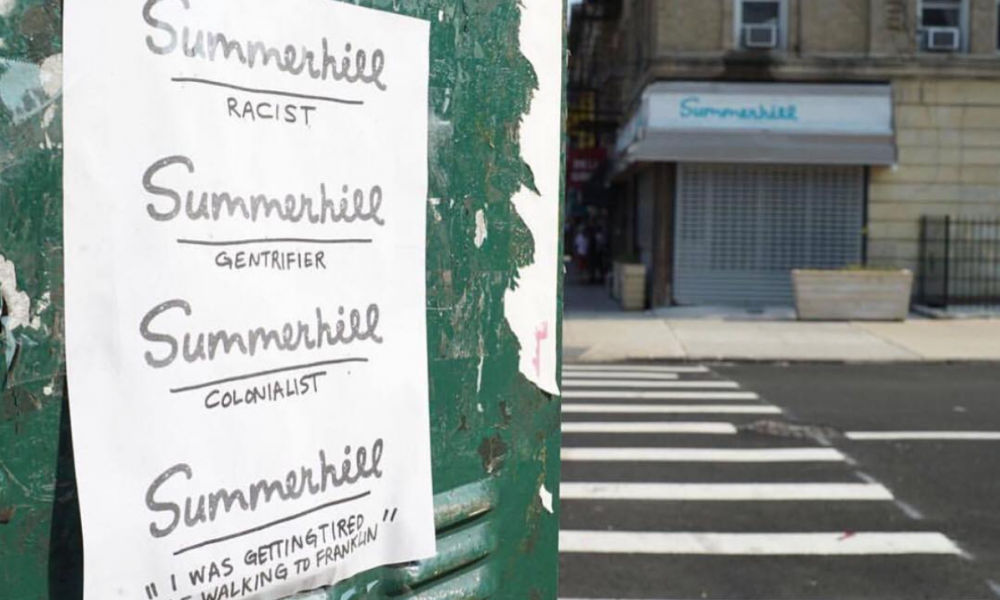 Summerhill
RACIST
Summerhill
GENTRIFIER
Summerhill
COLONIALIST
Summerhill
"I WAS GETTING TIRED
WALKING TO FRANKLIN"
Summerhill